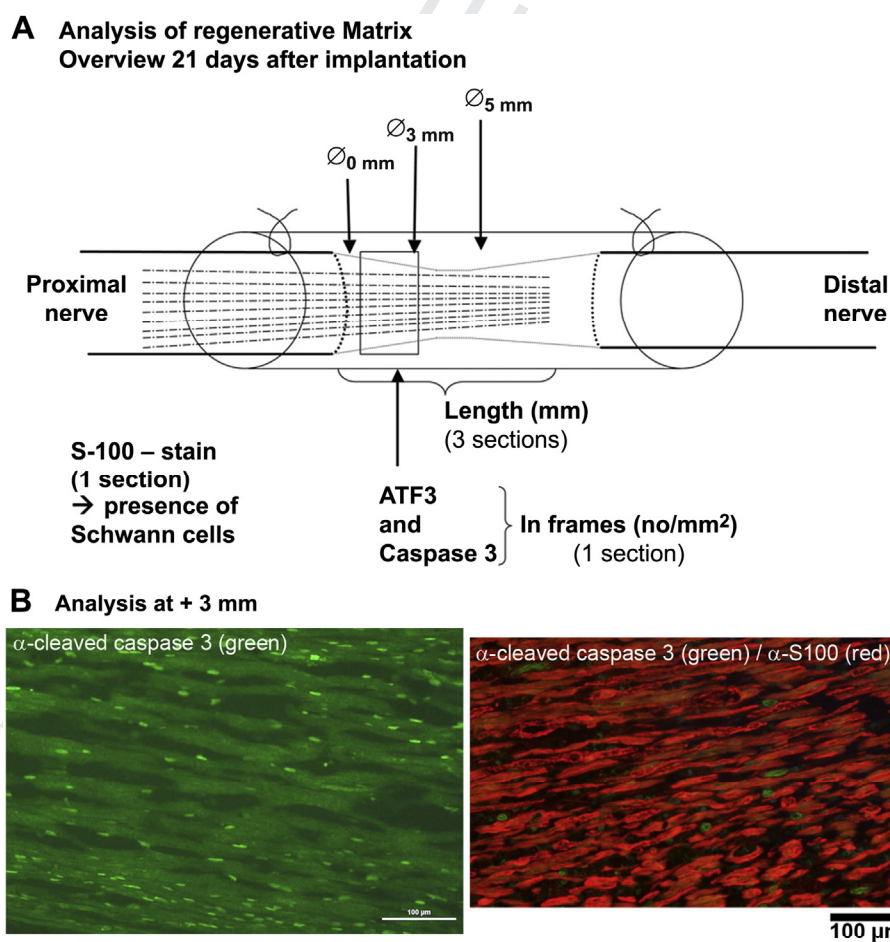 A Analysis of regenerative Matrix
Overview 21 days after implantation
∅5 mm
∅3 mm
∅0 mm
Proximal
nerve
Distal
nerve
Length (mm)
(3 sections)
S-100 – stain
(1 section)
→ presence of
Schwann cells
ATF3
and
Caspase 3
In frames (no/mm²)
(1 section)
B Analysis at + 3 mm
α-cleaved caspase 3 (green)
α-cleaved caspase 3 (green) / α-S100 (red)
100 µm
100 µm